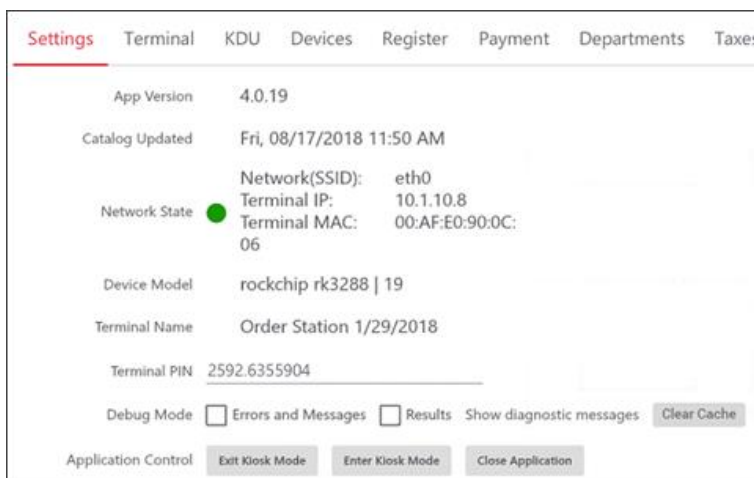 Settings Terminal KDU Devices Register Payment Departments Taxes
App Version 4.0.19
Catalog Updated Fri, 08/17/2018 11:50 AM
Network(SSID): eth0
Terminal IP: 10.1.10.8
Network State
Terminal MAC: 00:AF:E0:90:0C:
06
Device Model rockchip rk3288 | 19
Terminal Name Order Station 1/29/2018
Terminal PIN 2592.6355904
Debug Mode Errors and Messages Results Show diagnostic messages Clear Cache
Application Control Exit Kiosk Mode Enter Kiosk Mode Close Application